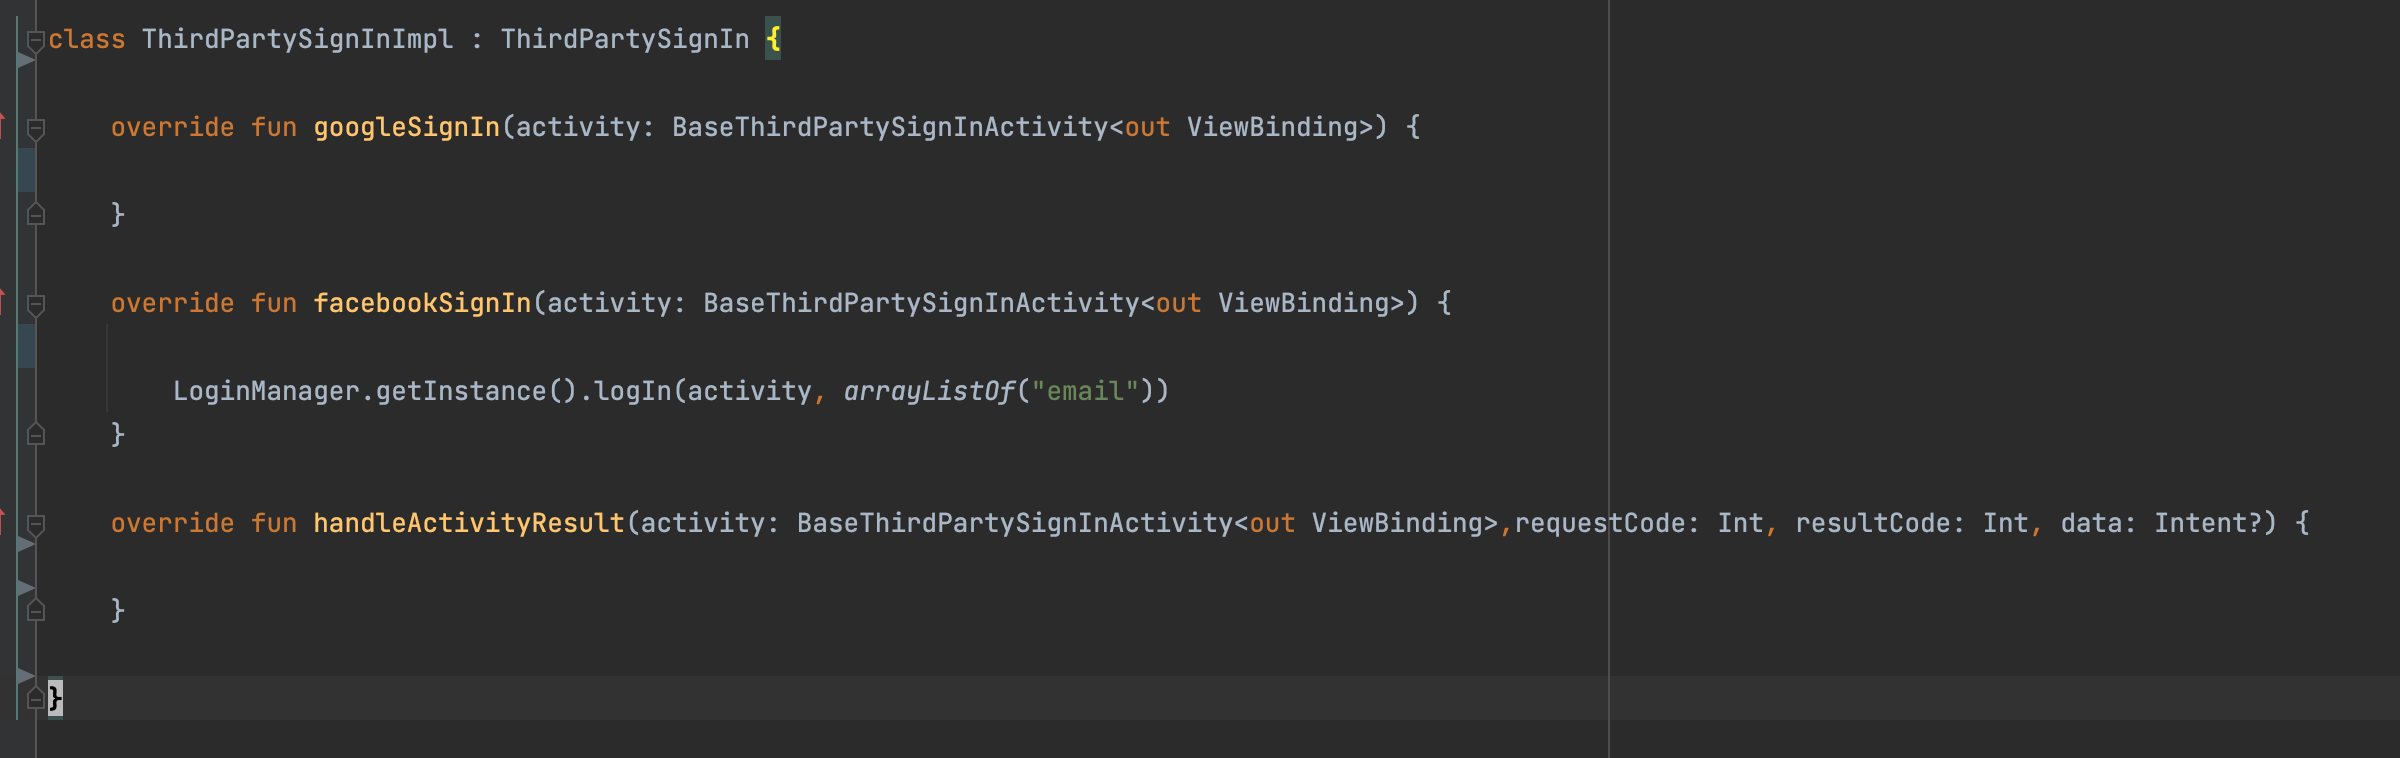 class ThirdPartySignInImpl : ThirdPartySignIn {
override fun googleSignIn(activity: BaseThirdPartySignInActivity<out ViewBinding>) {
}
override fun facebookSignIn(activity: BaseThirdPartySignInActivity<out ViewBinding>) {
LoginManager.getInstance().logIn(activity, arrayListOf("email"))
}
override fun handleActivityResult(activity: BaseThirdPartySignInActivity<out ViewBinding>,requestCode: Int, resultCode: Int, data: Intent?) {
}
}